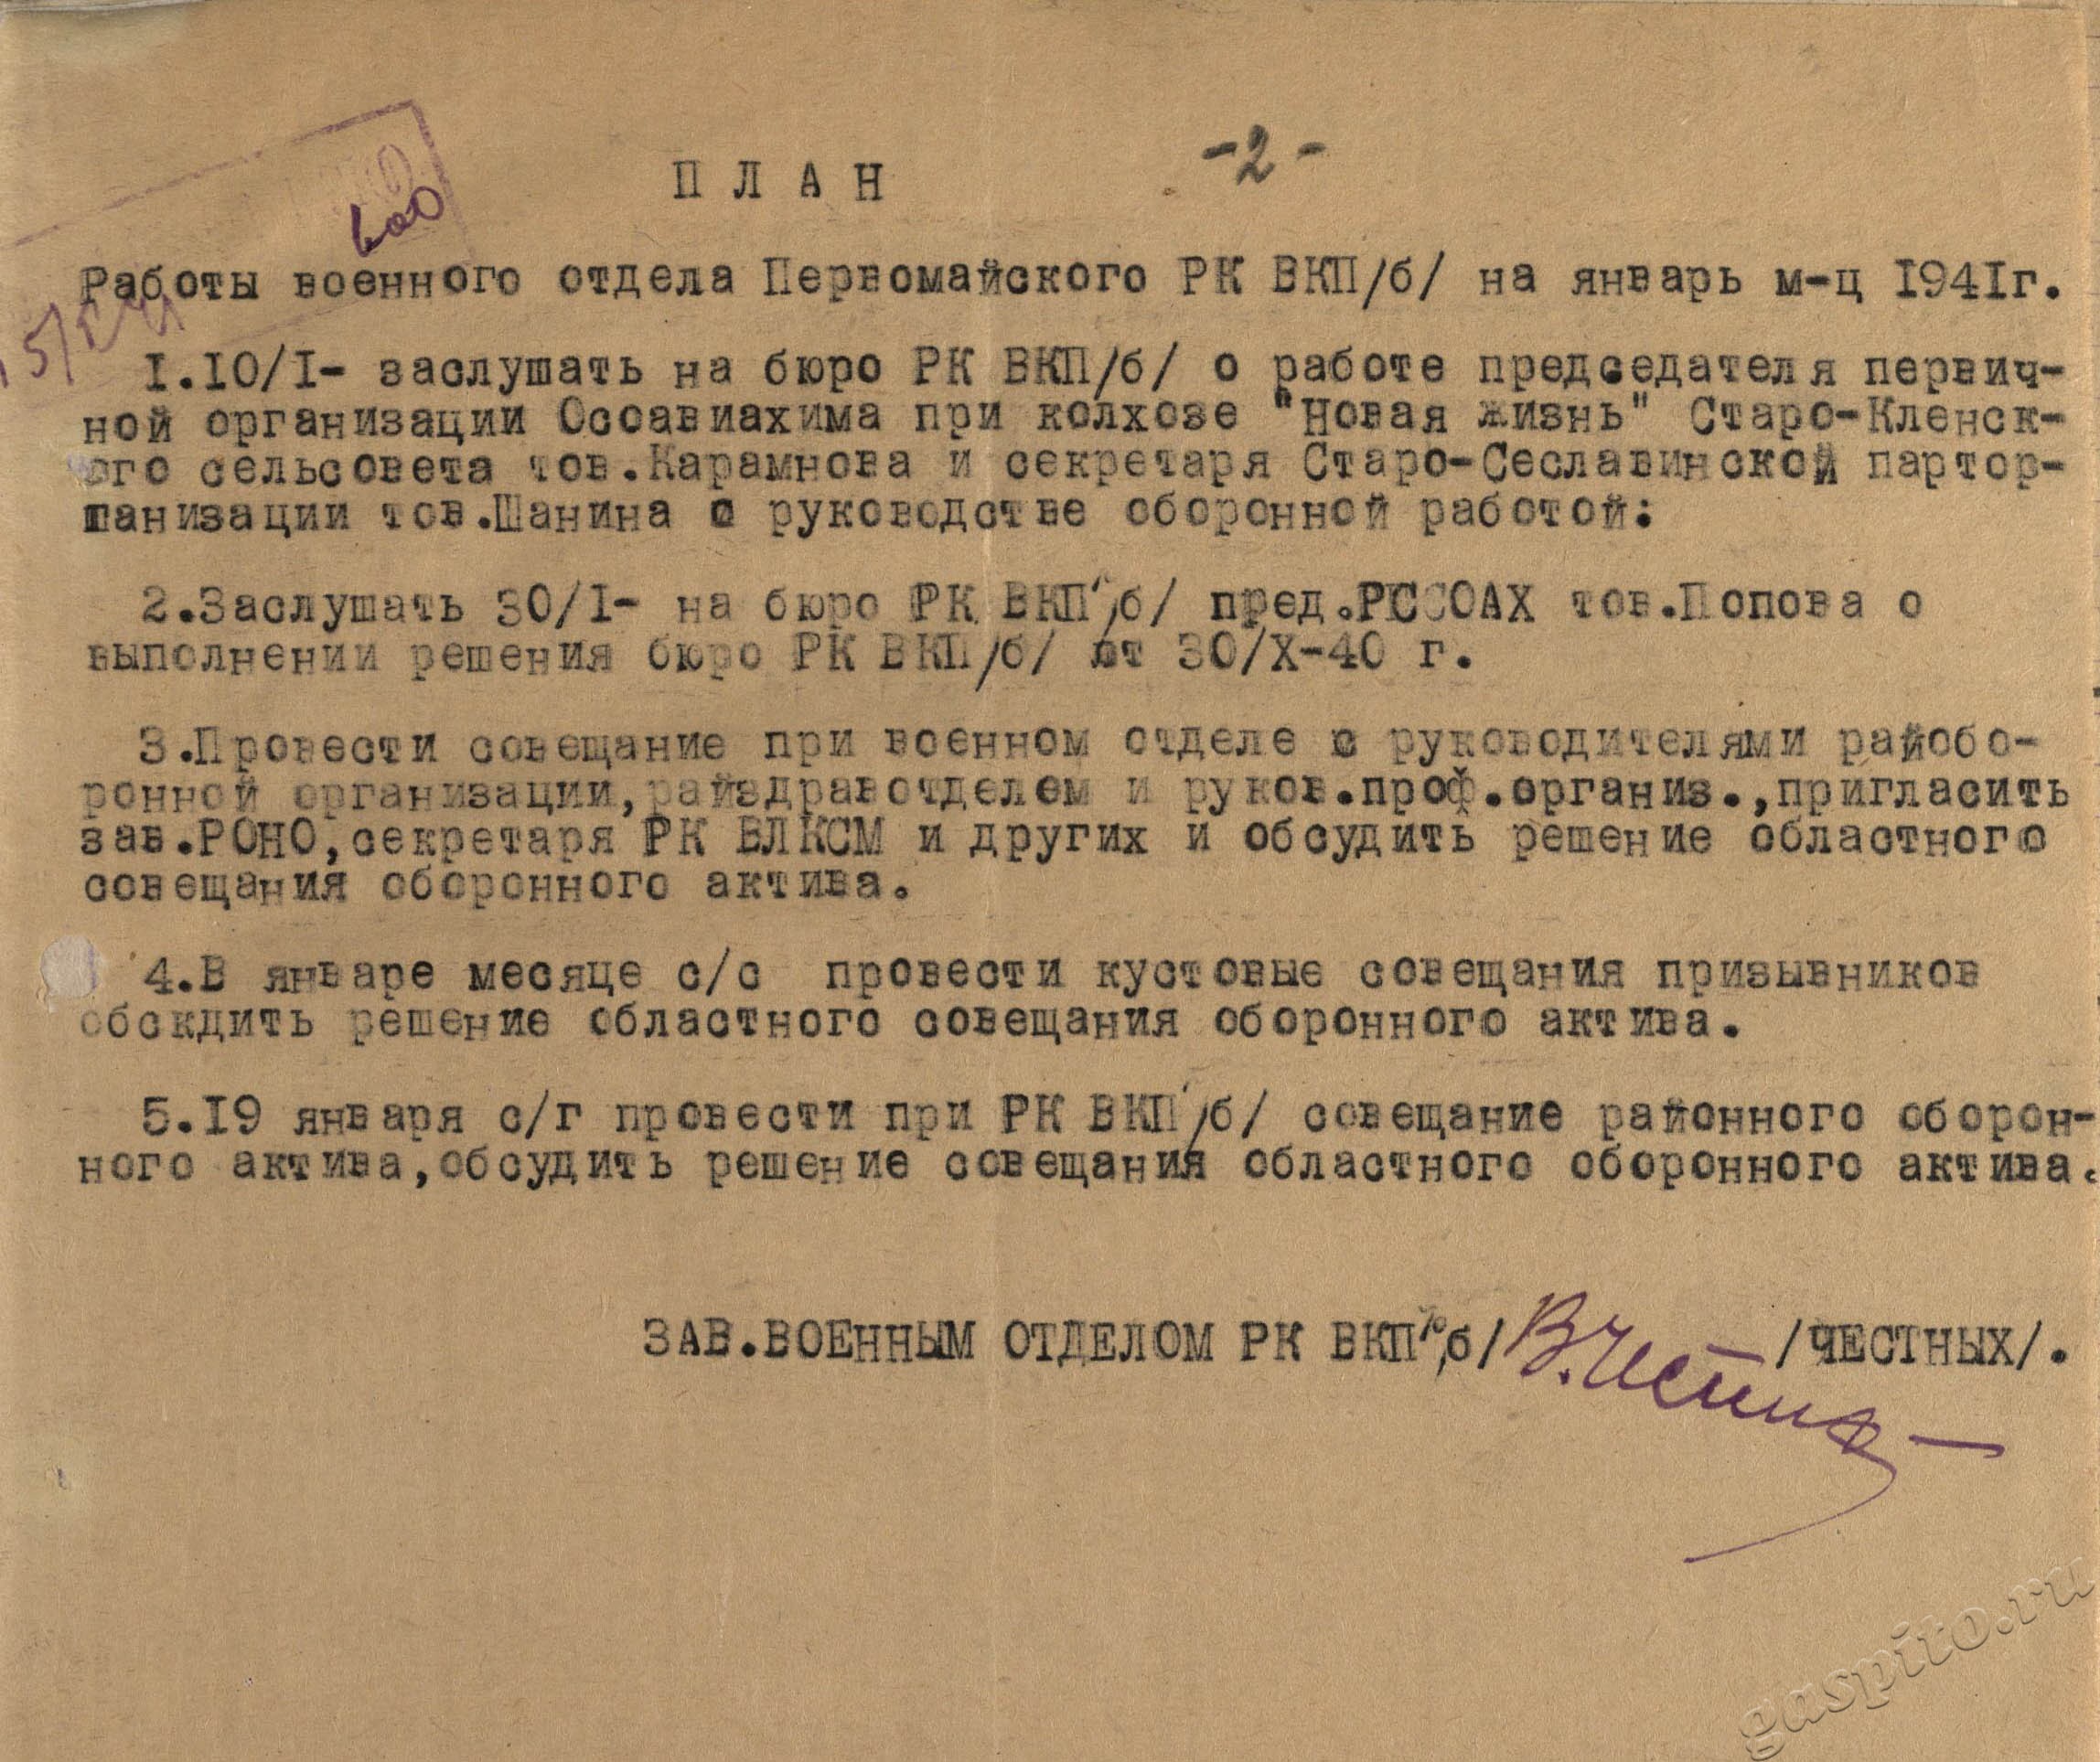 -2-
П Л А Н
Работы военного отдела Первомайского РК ВКП/б/ на январь м-ц 1941г.
1.10/I- заслушать на бюро РК ВКП/б/ о работе председателя первич-
ной организации Осоавиахима при колхозе "Новая жизнь" Старо-Кленск-
ого сельсовета тов.Карамнова и секретаря Старо-Сеславинской партор-
ганизации тов.Шанина о руководстве оборонной работой:
2.Заслушать 30/I- на бюро РК ВКП/б/ пред.РССОАХ тов.Попова о
выполнении решения бюро РК ВКП/б/ от 30/X-40 г.
3.Провести совещание при военном отделе с руководителями райобо-
ронной организации,райздравотделем и руков.проф.организ.,пригласить
зав.РОНО,секретаря РК ВЛКСМ и других и обсудить решение областного
совещания оборонного актива.
4.В январе месяце с/с провести кустовые совещания призывников
обскдить решение областного совещания оборонного актива.
5.19 января с/г провести при РК ВКП/б/ совещание районного оборон-
ного актива,обсудить решение совещания областного оборонного актива.
ЗАВ.ВОЕННЫМ ОТДЕЛОМ РК ВКП/б/ /ЧЕСТНЫХ/.
gaspito.ru